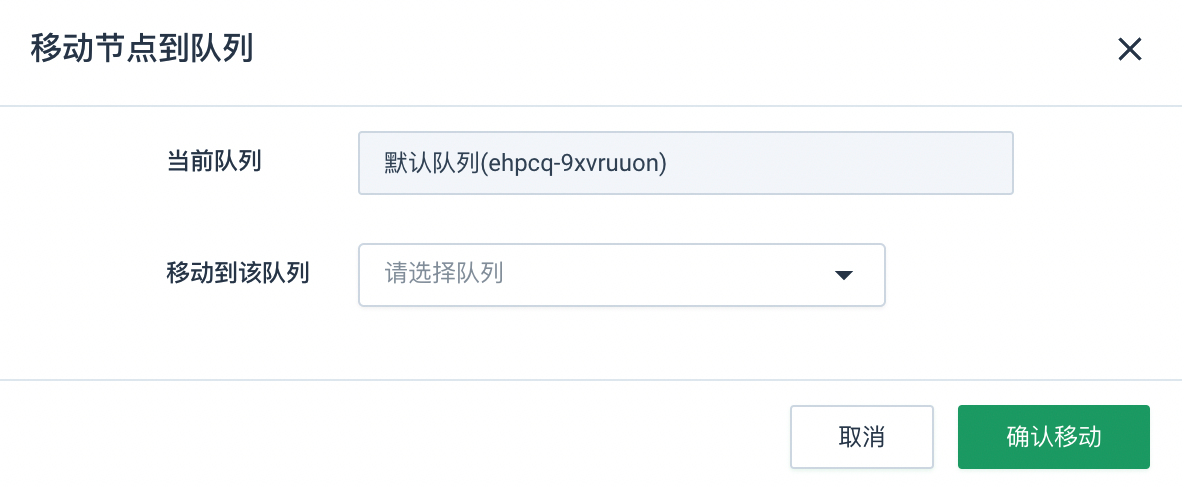 移动节点到队列
当前队列
默认队列(ehpcq-9xvruuon)
移动到该队列
请选择队列
取消
确认移动